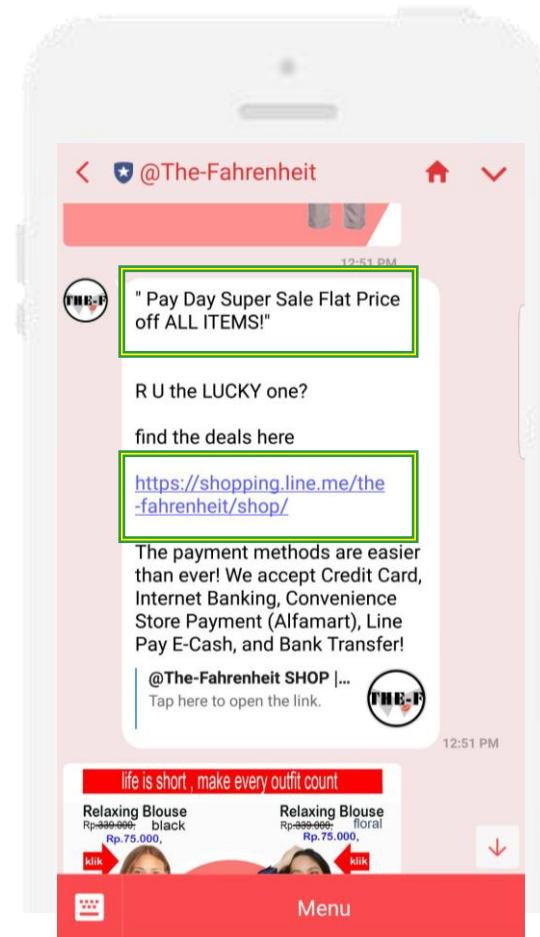 @The-Fahrenheit
12:51 PM
THE-F
" Pay Day Super Sale Flat Price
off ALL ITEMS!"
R U the LUCKY one?
find the deals here
https://shopping.line.me/the
-fahrenheit/shop/
The payment methods are easier
than ever! We accept Credit Card,
Internet Banking, Convenience
Store Payment (Alfamart), Line
Pay E-Cash, and Bank Transfer!
@The-Fahrenheit SHOP |...
Tap here to open the link.
THE-F
12:51 PM
life is short , make every outfit count
Relaxing Blouse Relaxing Blouse
Rp.339.000, black Rp.339.000, floral
Rp.75.000, Rp.75.000,
klik klik
Menu